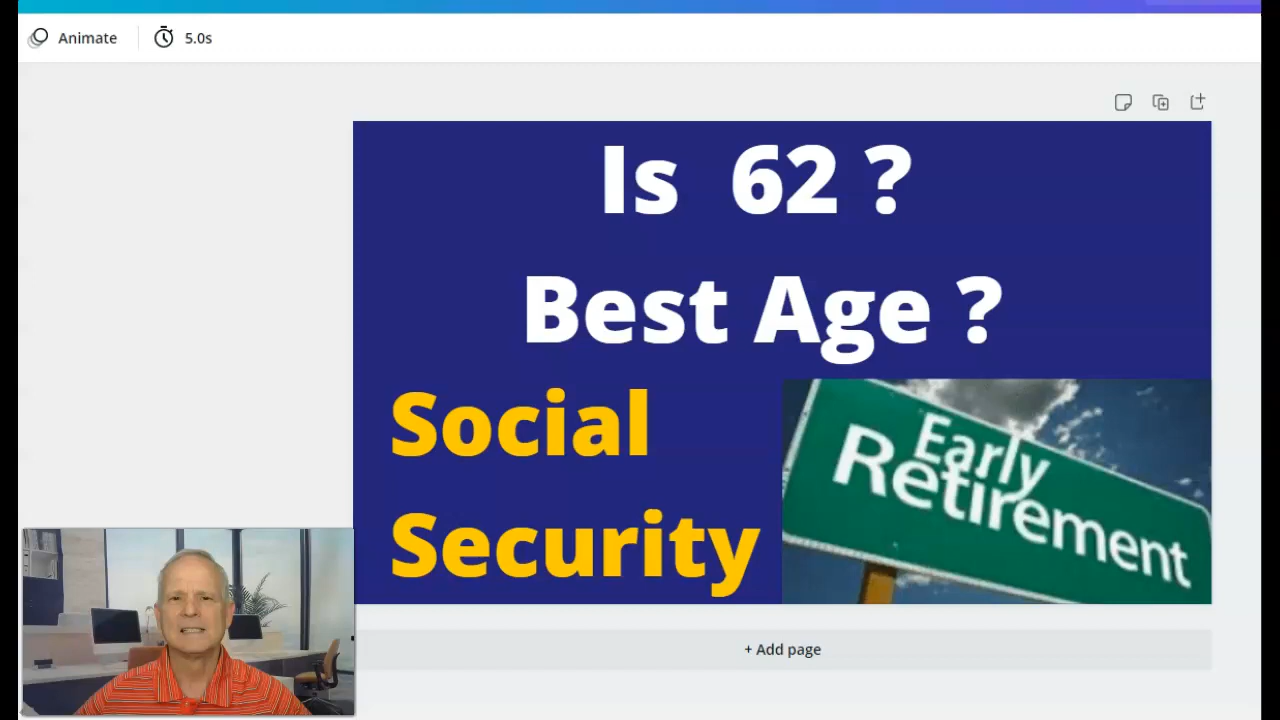 Animate
5.0s
Is 62 ?
Best Age ?
Social
Security
Early
Retirement
+ Add page